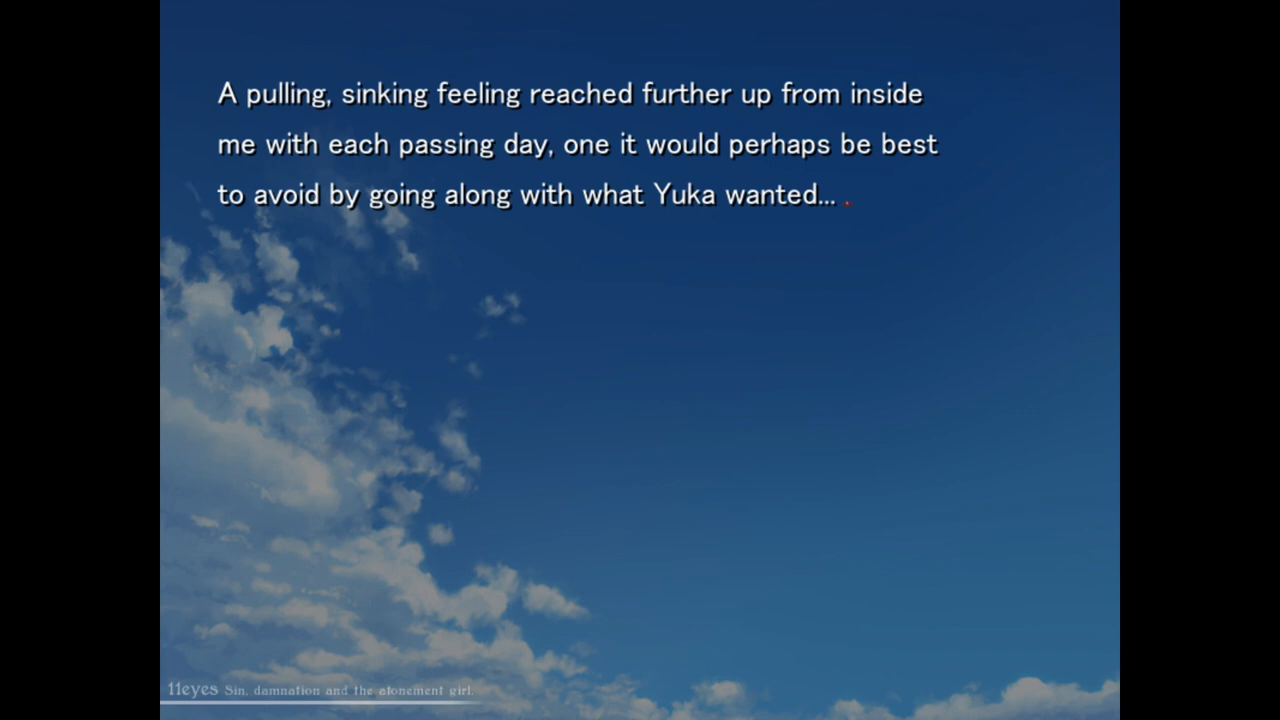 A pulling, sinking feeling reached further up from inside
me with each passing day, one it would perhaps be best
to avoid by going along with what Yuka wanted...
11eyes Sin, damnation and the atonement girl.